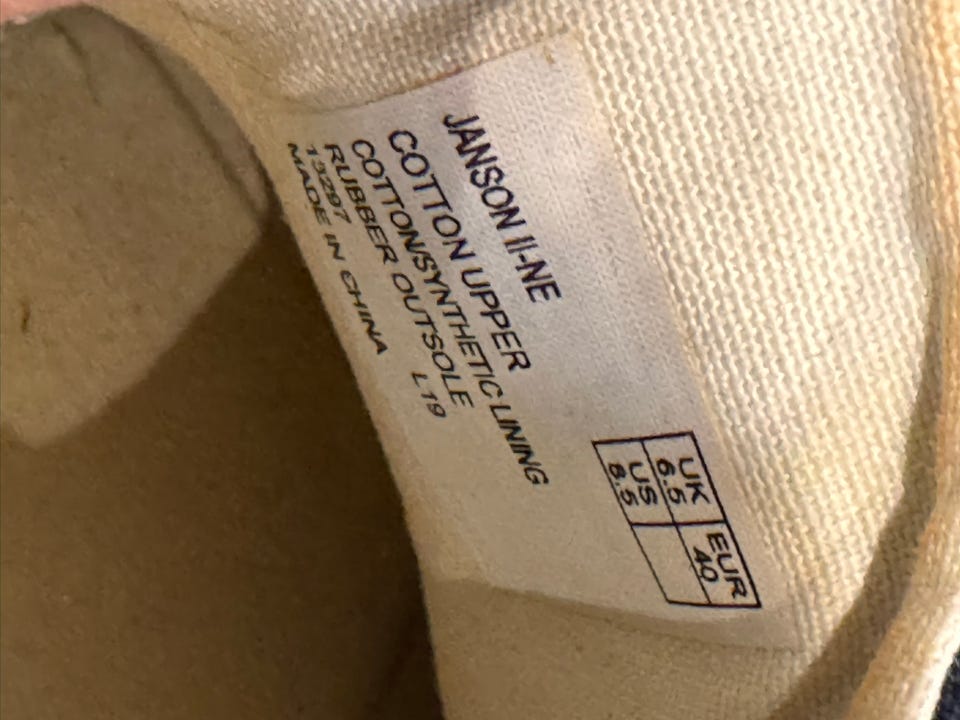 JANSON II-NE
COTTON UPPER
COTTON/SYNTHETIC LINING
RUBBER OUTSOLE
L19
MADE IN CHINA
UK EUR
6.5 40
US
8.5